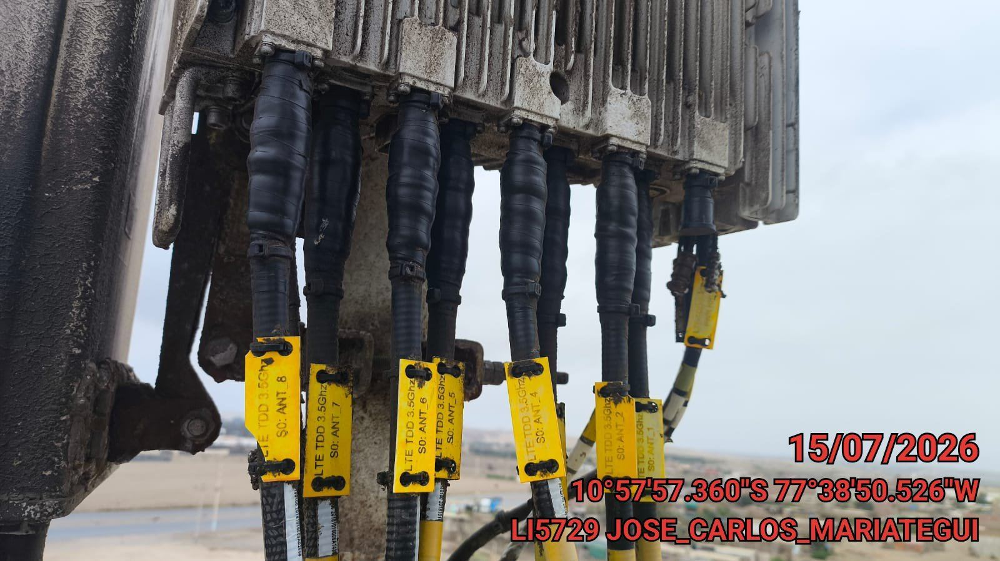 LTE TDD 3.5Ghz
S0: ANT_8
LTE TDD 3.5Ghz
S0: ANT_7
LTE TDD 3.5Ghz
S0: ANT_6
LTE TDD 3.5Ghz
S0: ANT_5
LTE TDD 3.5Ghz
S0: ANT_4
LTE TDD 3.5Ghz
S0: ANT_2
TE TDD 3.5Ghz
S0: ANT_1
15/07/2026
10°57'57.360"S 77°38'50.526"W
LI5729 JOSE_CARLOS_MARIATEGUI